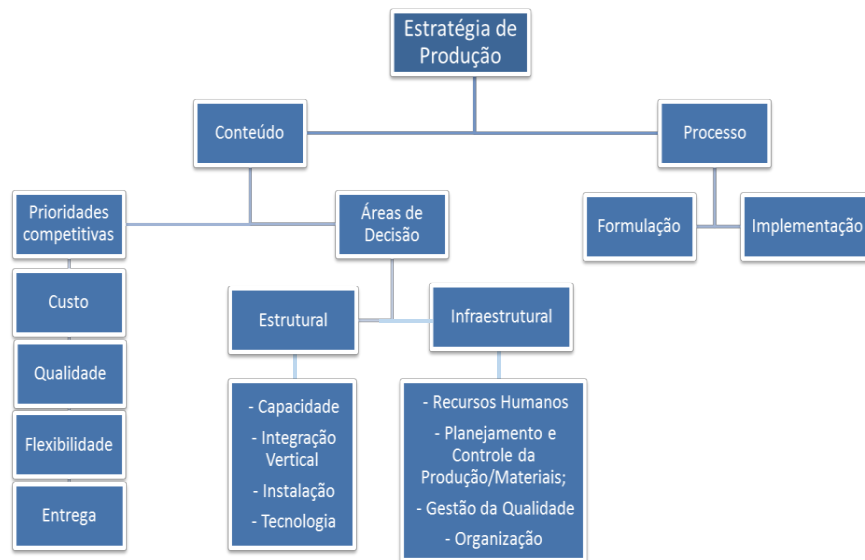 Estratégia de
Produção
Conteúdo
Processo
Prioridades
competitivas
Áreas de
Decisão
Formulação
Implementação
Custo
Qualidade
Flexibilidade
Entrega
Estrutural
Infraestrutural
- Capacidade
- Integração
Vertical
- Instalação
- Tecnologia
- Recursos Humanos
- Planejamento e
Controle da
Produção/Materiais;
- Gestão da Qualidade
- Organização